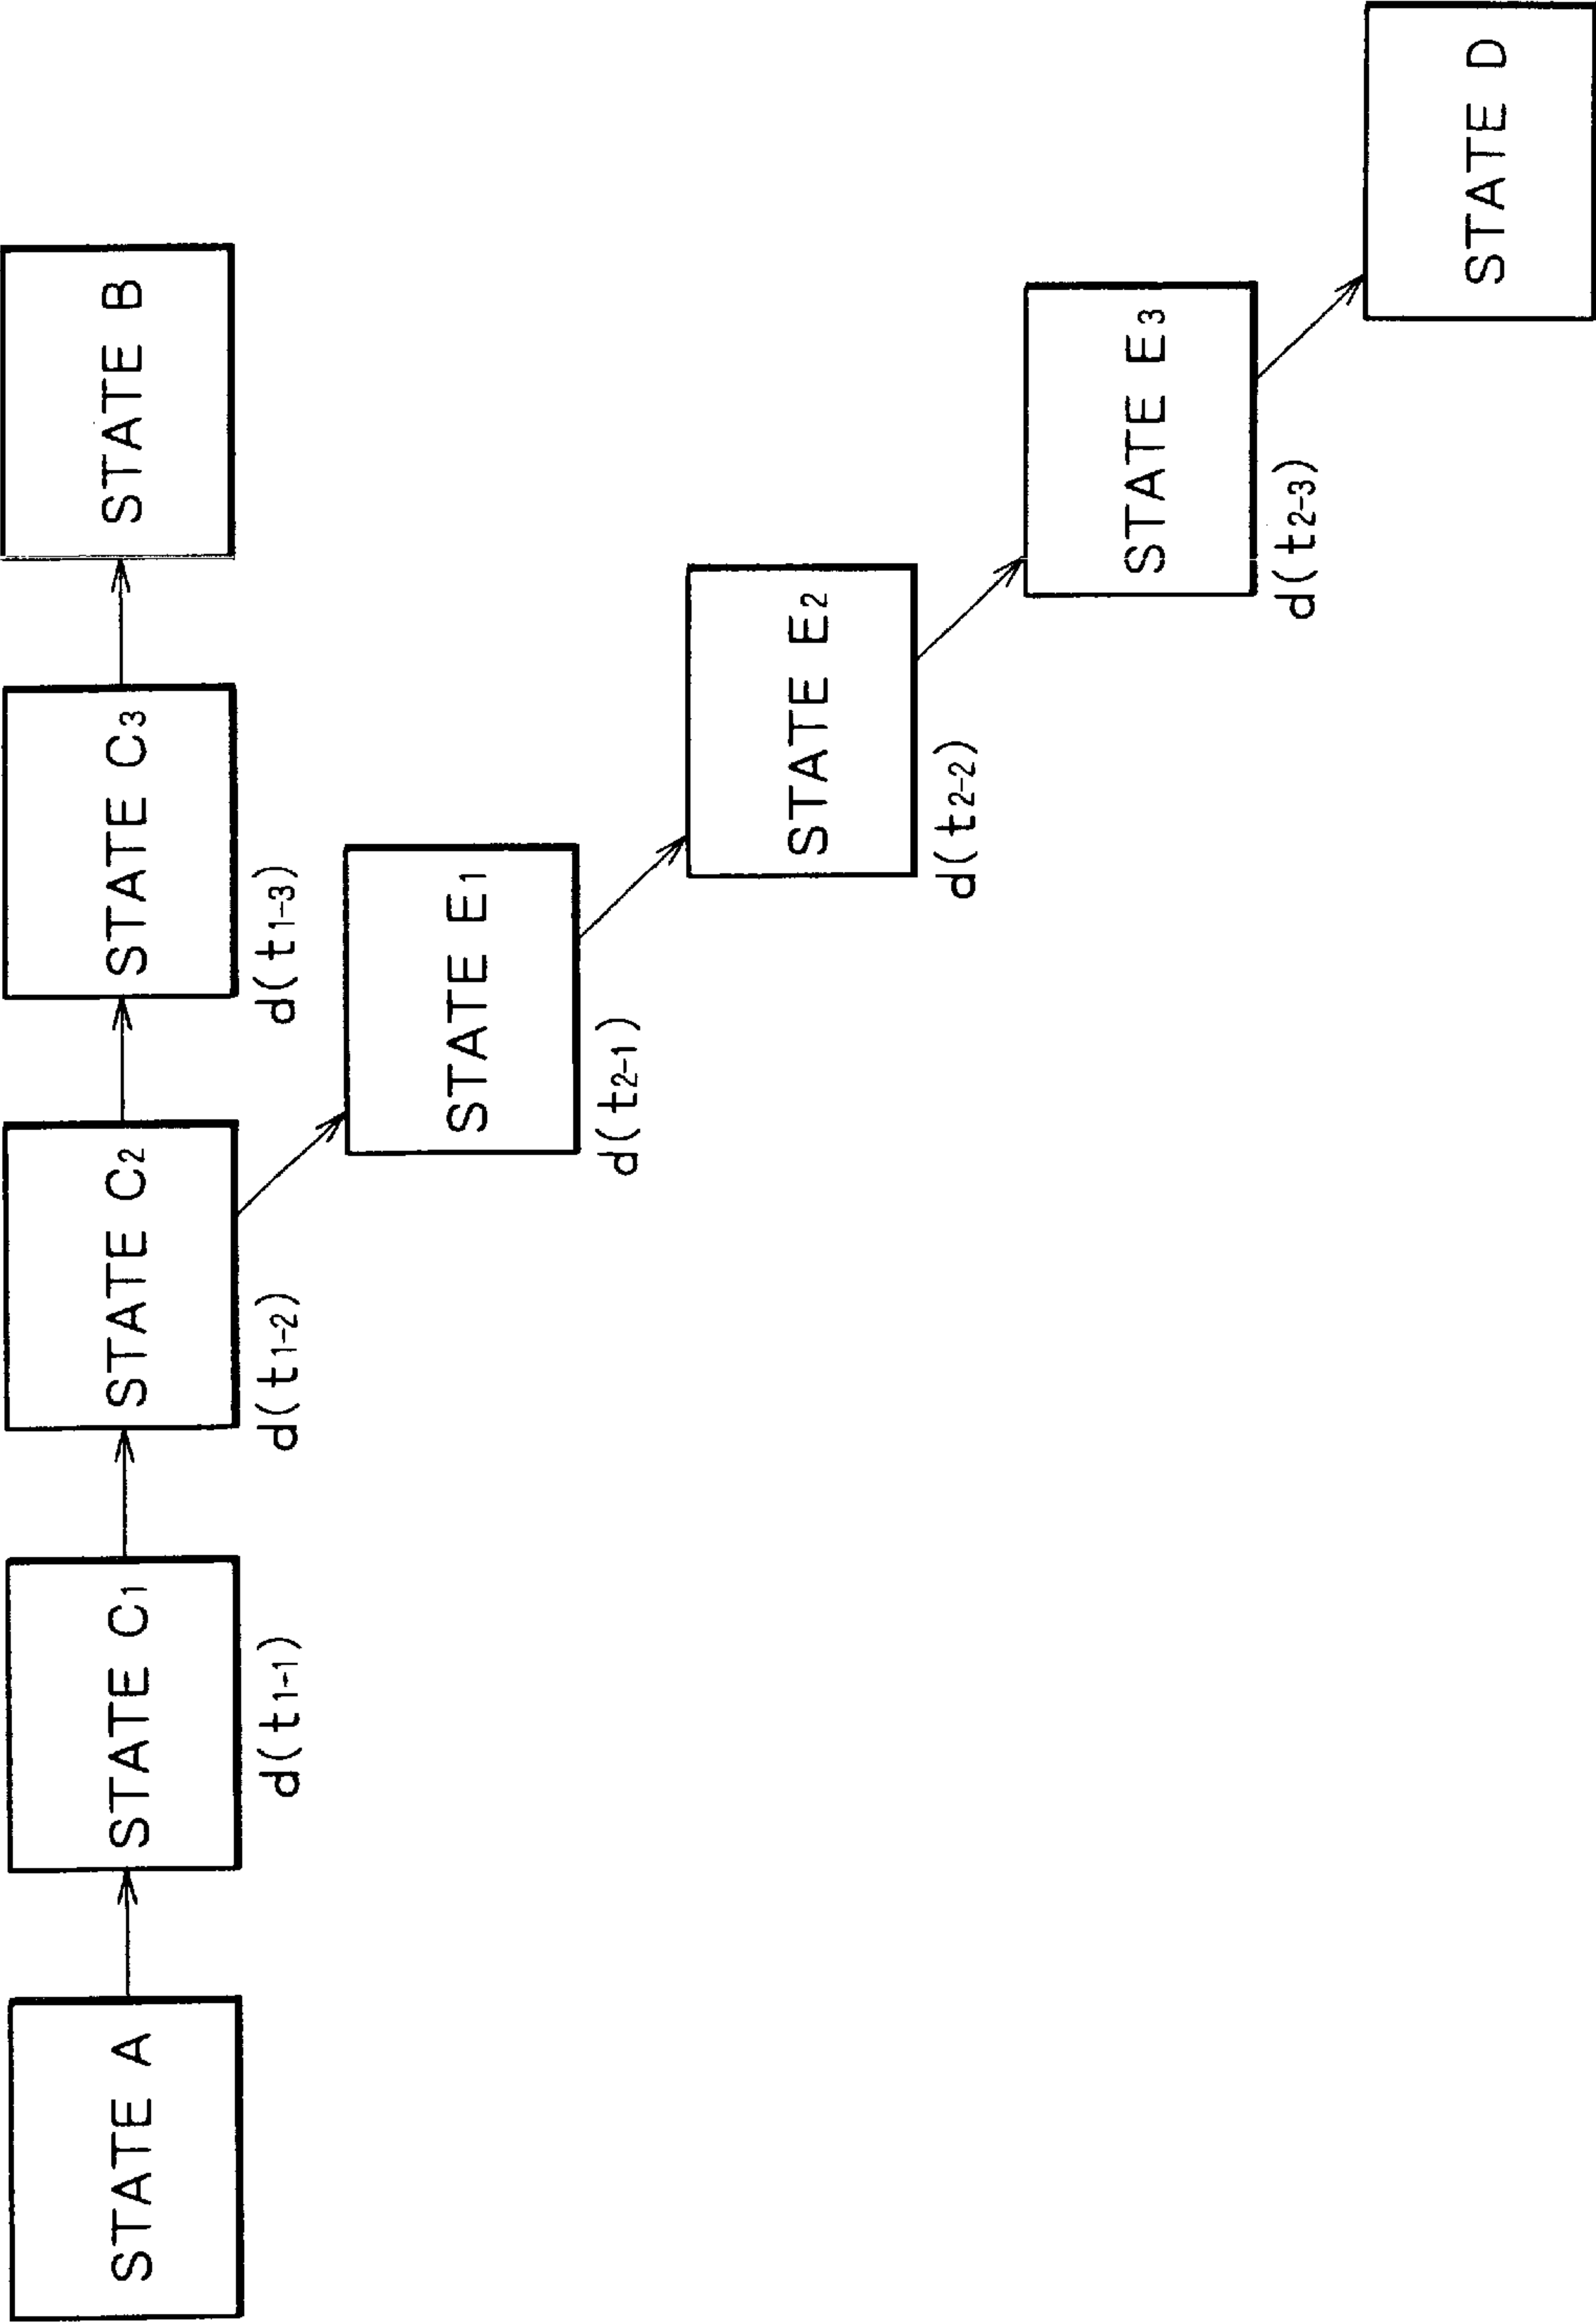 STATE A
STATE C1
d(t1-1)
STATE C2
d(t1-2)
STATE C3
d(t1-3)
STATE B
STATE E1
d(t2-1)
STATE E2
d(t2-2)
STATE E3
d(t2-3)
STATE D